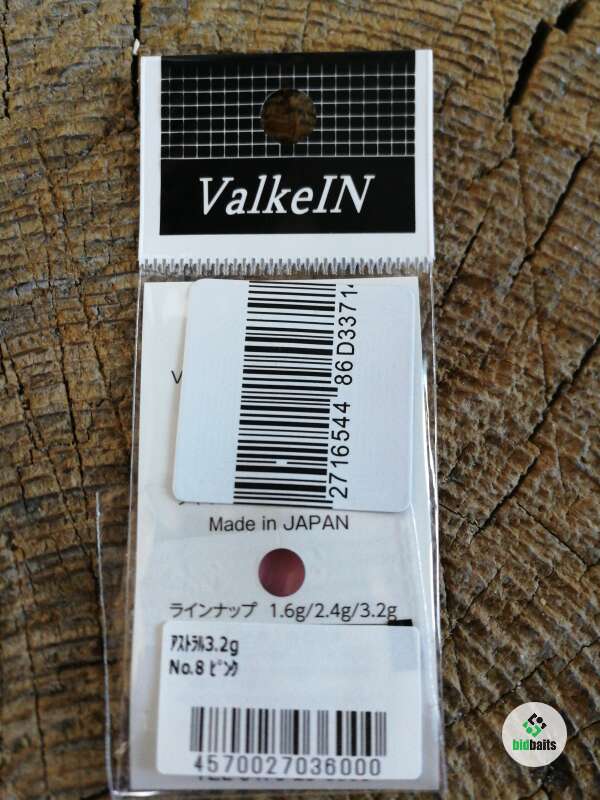 ValkeIN
2716544 86D3371
Made in JAPAN
ラインナップ 1.6g/2.4g/3.2g
ｱｽﾄﾗﾙ3.2g
No.8 ﾋﾟﾝｸ
4570027036000
bidbaits